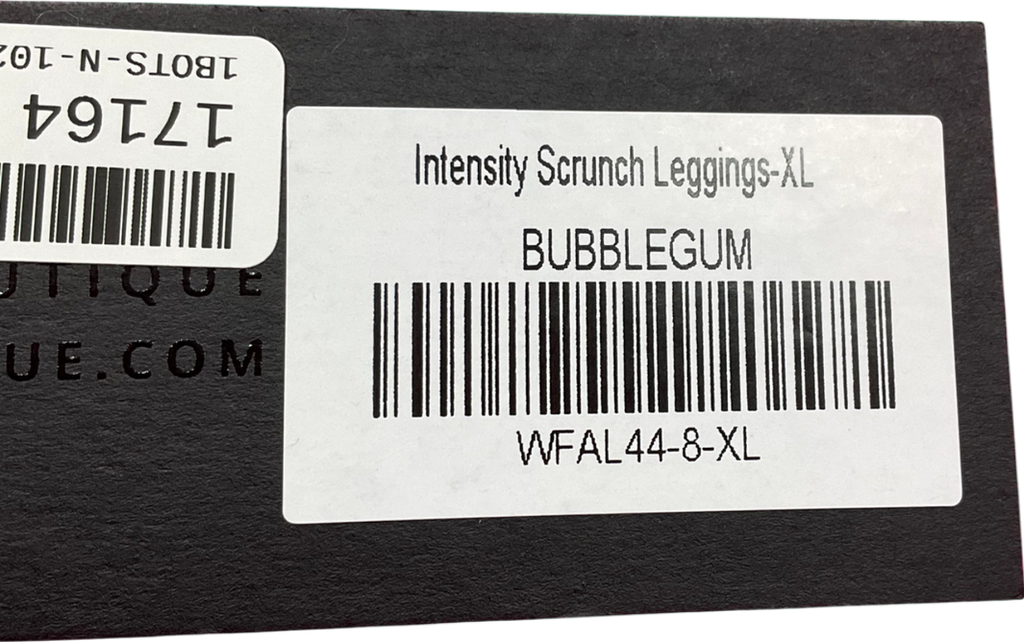 1BOTS-N-102
17164
UTIQUE
UE.COM
Intensity Scrunch Leggings-XL
BUBBLEGUM
WFAL44-8-XL